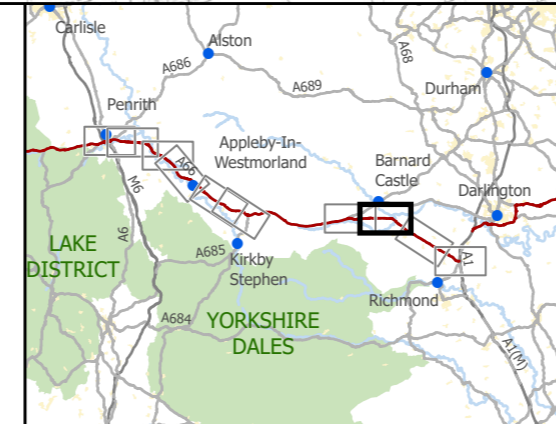 Carlisle
Alston
A68
A686
A689
Durham
Penrith
Appleby-In-
Westmorland
A66
Barnard
Castle
Darlington
M6
LAKE
DISTRICT
A6
A685
Kirkby
Stephen
A1
Richmond
A684
YORKSHIRE
DALES
A1(M)